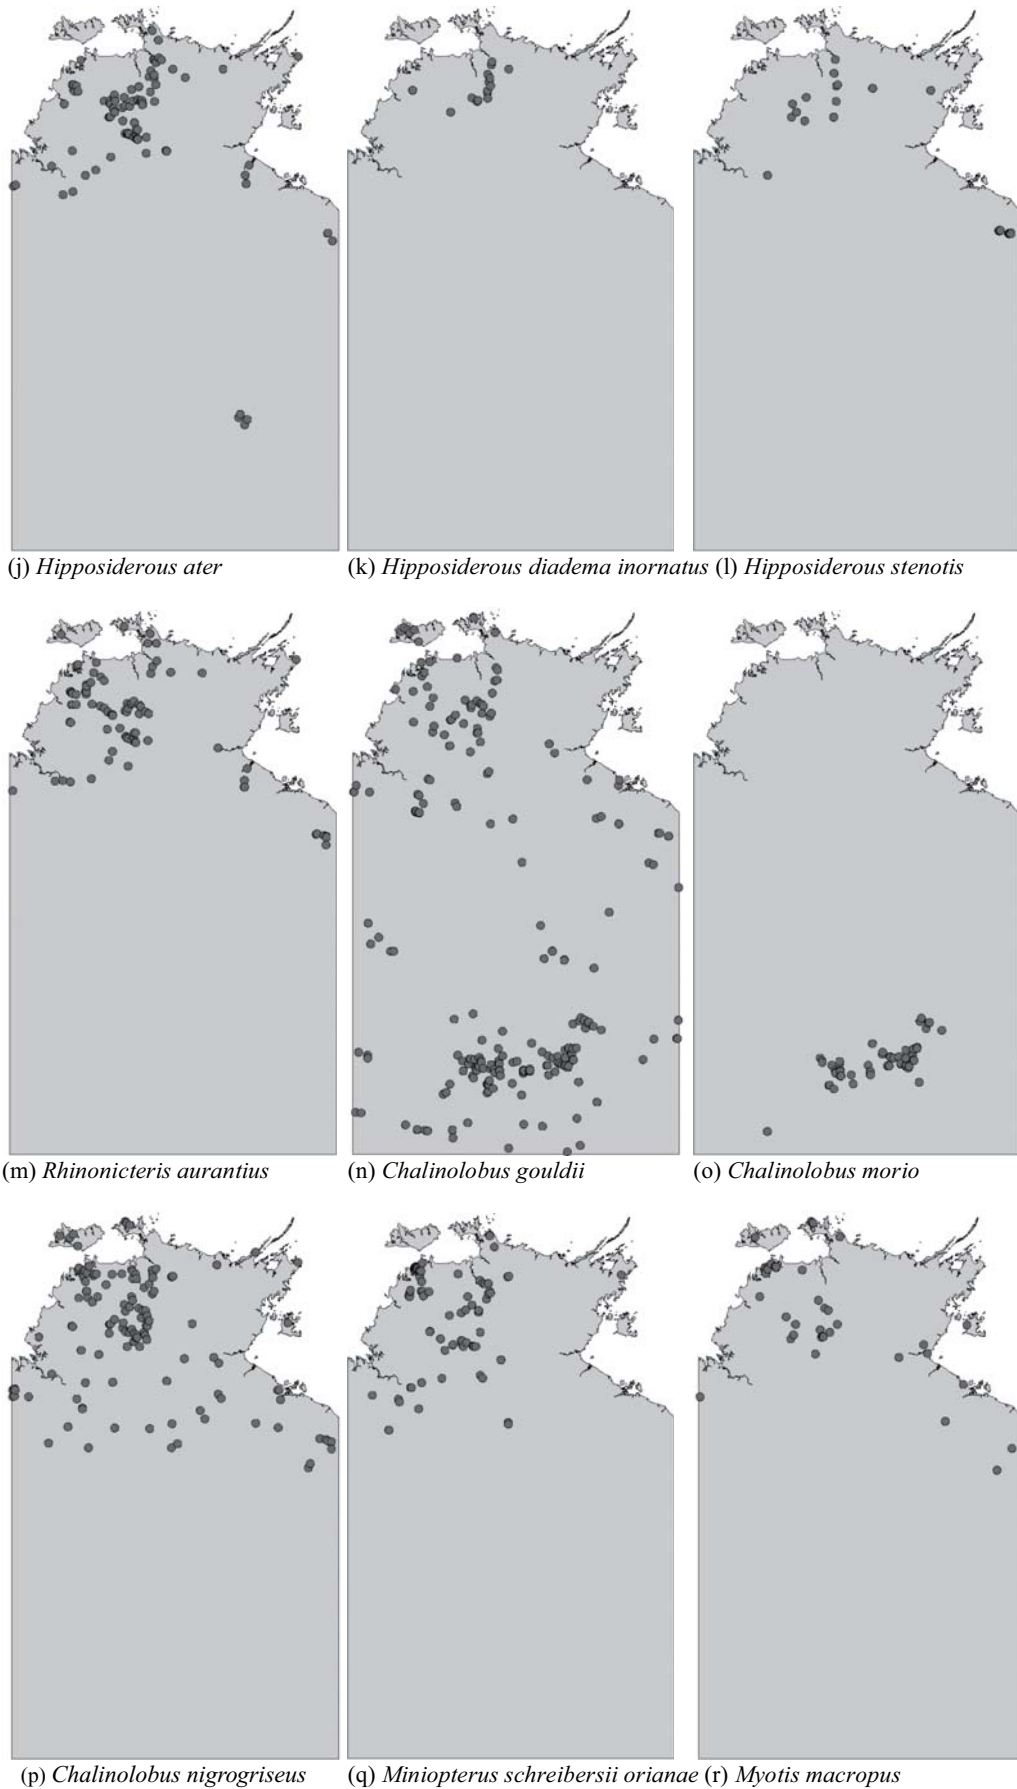 (j) Hipposiderous ater (k) Hipposiderous diadema inornatus (l) Hipposiderous stenotis
(m) Rhinonicteris aurantius (n) Chalinolobus gouldii (o) Chalinolobus morio
(p) Chalinolobus nigrogriseus (q) Miniopterus schreibersii orianae (r) Myotis macropus